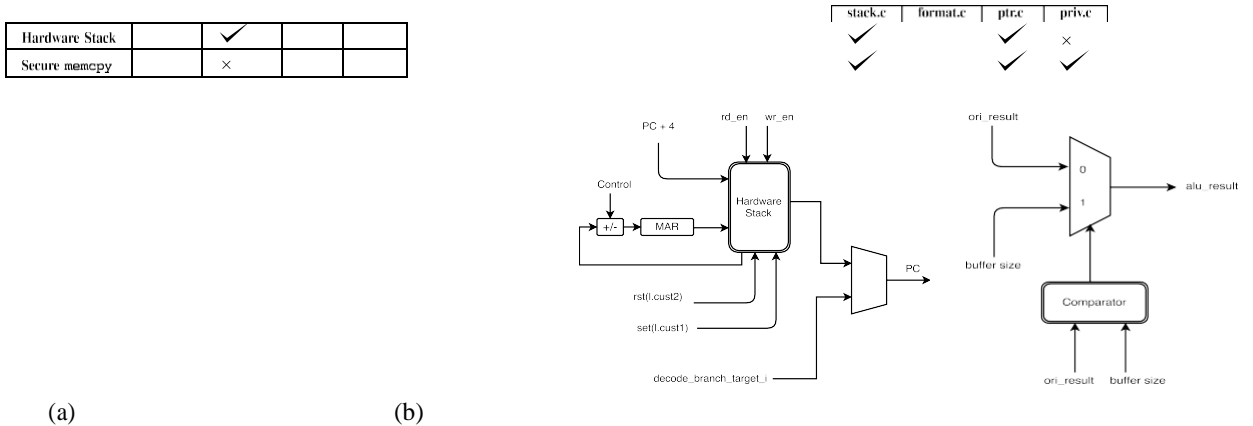 stack.c format.c ptr.c priv.c
Hardware Stack ✓ ✓ ✓ ×
Secure memcpy × ✓ ✓ ✓
rd_en wr_en
PC + 4
ori_result
0
Control
Hardware
Stack
alu_result
1
+/-
MAR
buffer size
PC
rst(l.cust2)
Comparator
set(l.cust1)
decode_branch_target_i
ori_result buffer size
(a) (b)